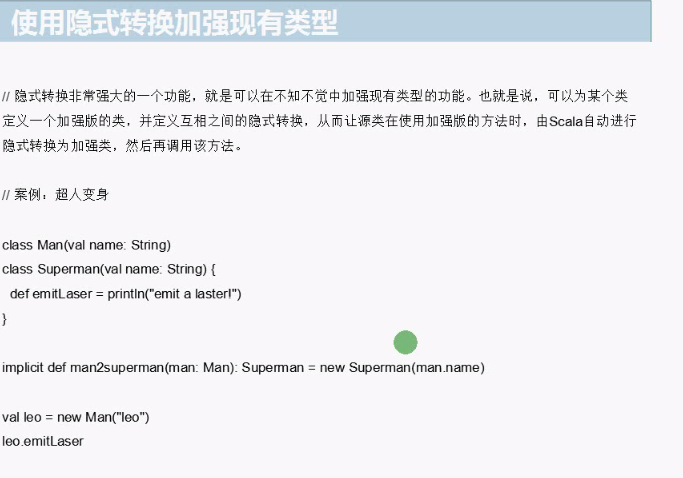 使用隐式转换加强现有类型
// 隐式转换非常强大的一个功能，就是可以在不知不觉中加强现有类型的功能。也就是说，可以为某个类
定义一个加强版的类，并定义互相之间的隐式转换，从而让源类在使用加强版的方法时，由Scala自动进行
隐式转换为加强类，然后再调用该方法。
// 案例：超人变身
class Man(val name: String)
class Superman(val name: String) {
def emitLaser = println("emit a laster!")
}
implicit def man2superman(man: Man): Superman = new Superman(man.name)
val leo = new Man("leo")
leo.emitLaser